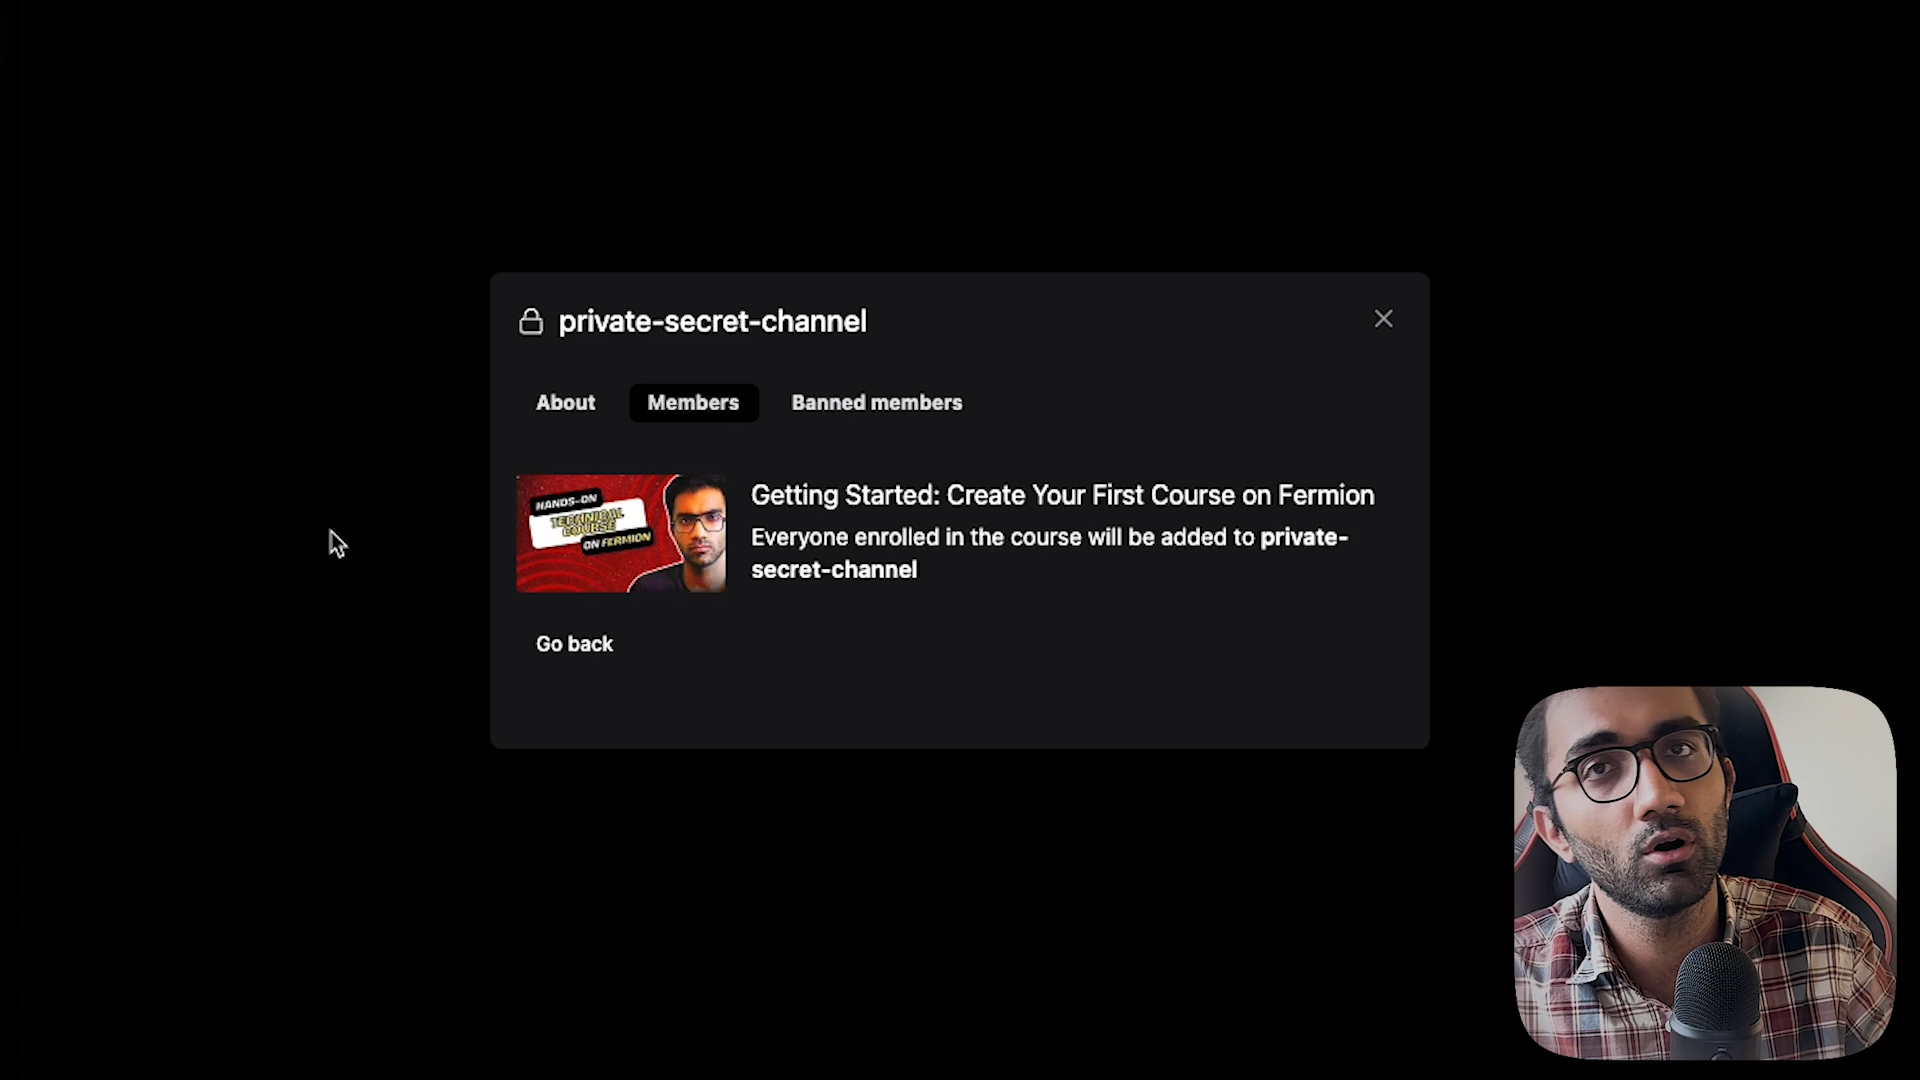 private-secret-channel
About
Members
Banned members
HANDS-ON
TECHNICAL
COURSE
ON FERMION
Getting Started: Create Your First Course on Fermion
Everyone enrolled in the course will be added to private-
secret-channel
Go back